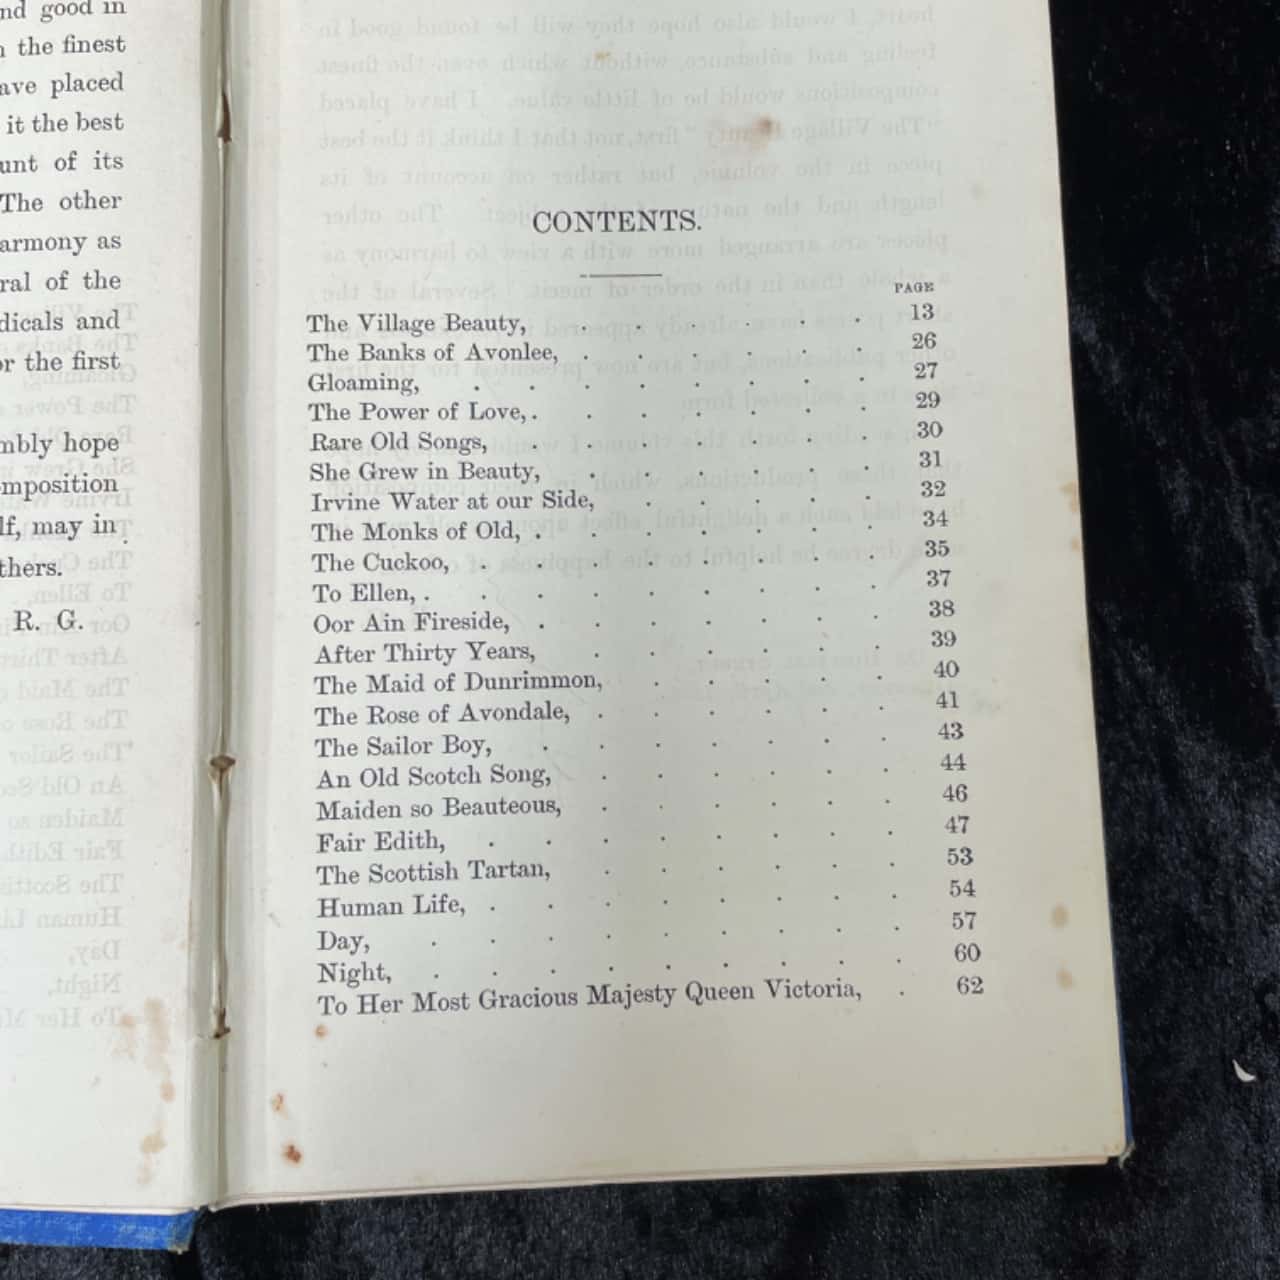 nd good in
the finest
ave placed
it the best
unt of its
The other
armony as
ral of the
dicals and
or the first
mbly hope
mposition
lf, may in
thers.
R. G.
CONTENTS.
PAGE
The Village Beauty, . . . . . . 13
The Banks of Avonlee, . . . . . . 26
Gloaming, . . . . . . . . 27
The Power of Love, . . . . . . . 29
Rare Old Songs, . . . . . . . 30
She Grew in Beauty, . . . . . . 31
Irvine Water at our Side, . . . . . 32
The Monks of Old, . . . . . . . 34
The Cuckoo, . . . . . . . . 35
To Ellen, . . . . . . . . . 37
Oor Ain Fireside, . . . . . . . 38
After Thirty Years, . . . . . . 39
The Maid of Dunrimmon, . . . . . 40
The Rose of Avondale, . . . . . . 41
The Sailor Boy, . . . . . . . 43
An Old Scotch Song, . . . . . . 44
Maiden so Beauteous, . . . . . . 46
Fair Edith, . . . . . . . . 47
The Scottish Tartan, . . . . . . 53
Human Life, . . . . . . . . 54
Day, . . . . . . . . . 57
Night, . . . . . . . . . 60
To Her Most Gracious Majesty Queen Victoria, . 62